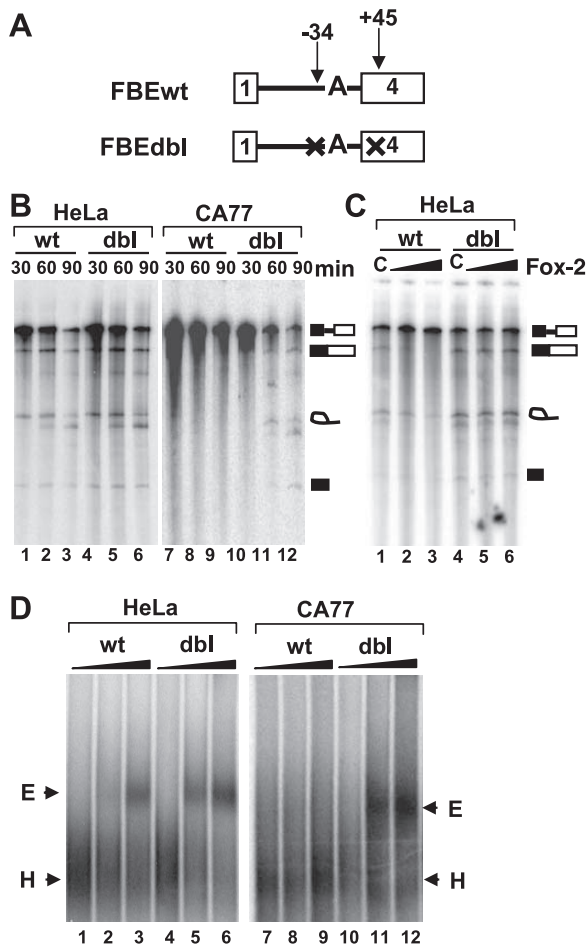 A
-34 +45
FBEwt 1 A 4
FBEdbl 1 A 4
B
HeLa CA77
wt dbl wt dbl
30 60 90 30 60 90 30 60 90 30 60 90 min
1 2 3 4 5 6 7 8 9 10 11 12
C
HeLa
wt dbl
C C Fox-2
1 2 3 4 5 6
D
HeLa CA77
wt dbl wt dbl
E E
H H
1 2 3 4 5 6 7 8 9 10 11 12